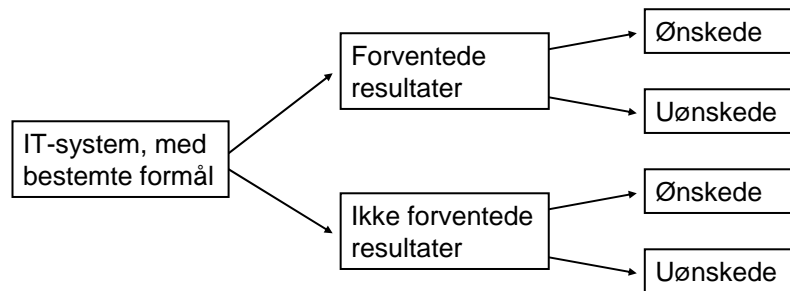 IT-system, med
bestemte formål
Forventede
resultater
Ønskede
Uønskede
Ikke forventede
resultater
Ønskede
Uønskede